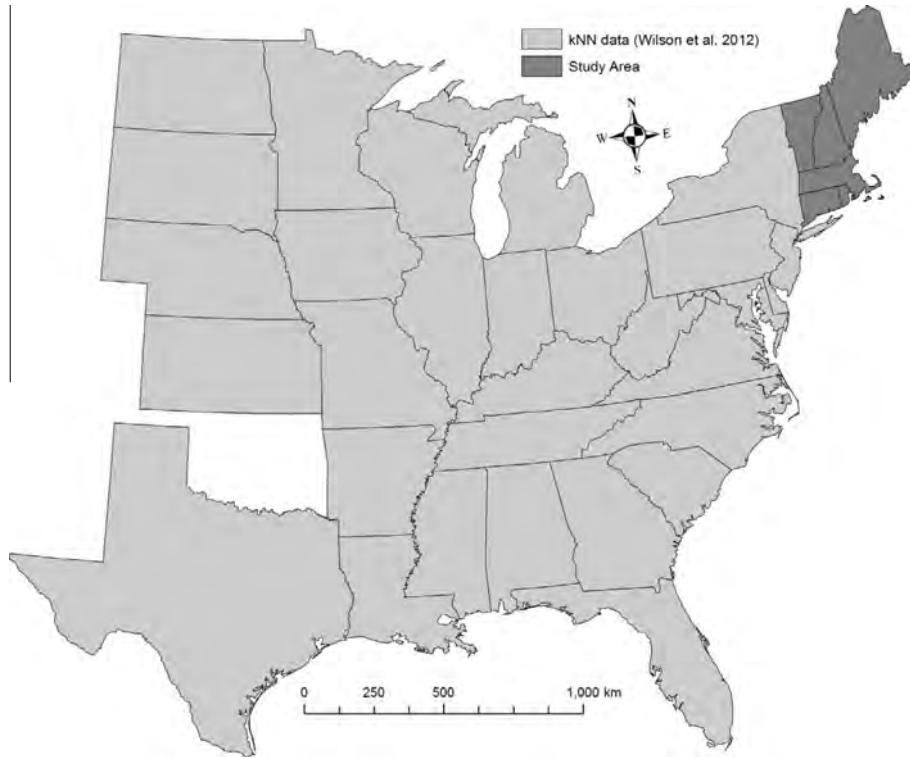 kNN data (Wilson et al. 2012)
Study Area
N
W E
S
0 250 500 1,000 km